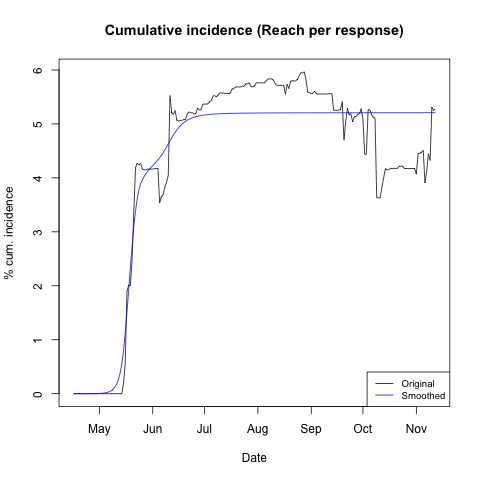 Cumulative incidence (Reach per response)
% cum. incidence
6
5
4
3
2
1
0
Original
Smoothed
May Jun Jul Aug Sep Oct Nov
Date